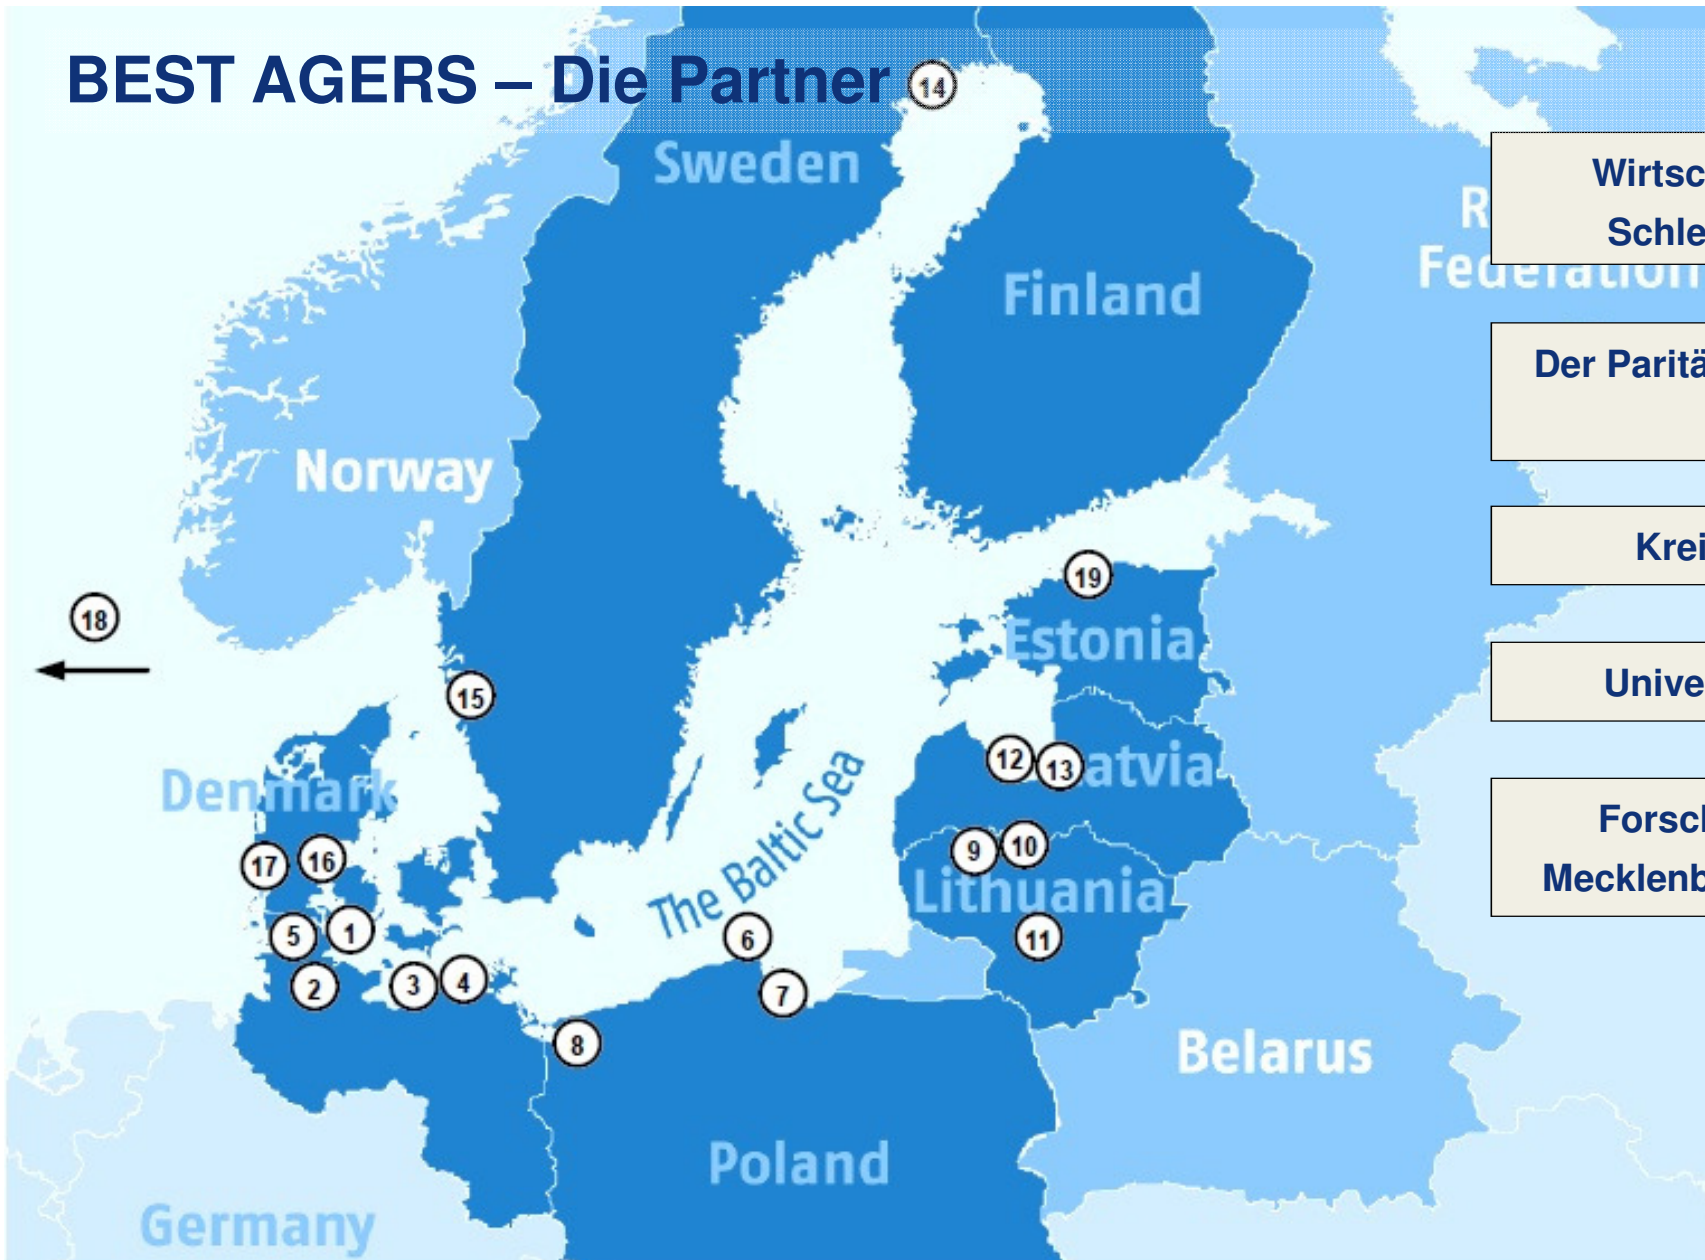 BEST AGERS – Die Partner
14
Sweden
Wirtsc
Schle
R
Federation
Finland
Der Paritä
Norway
Krei
19
18
Estonia
Unive
15
12
13
atvia
Denmark
The Baltic Sea
Forsch
Mecklenb
17
16
9
10
Lithuania
5
1
6
11
2
3
4
7
8
Belarus
Poland
Germany